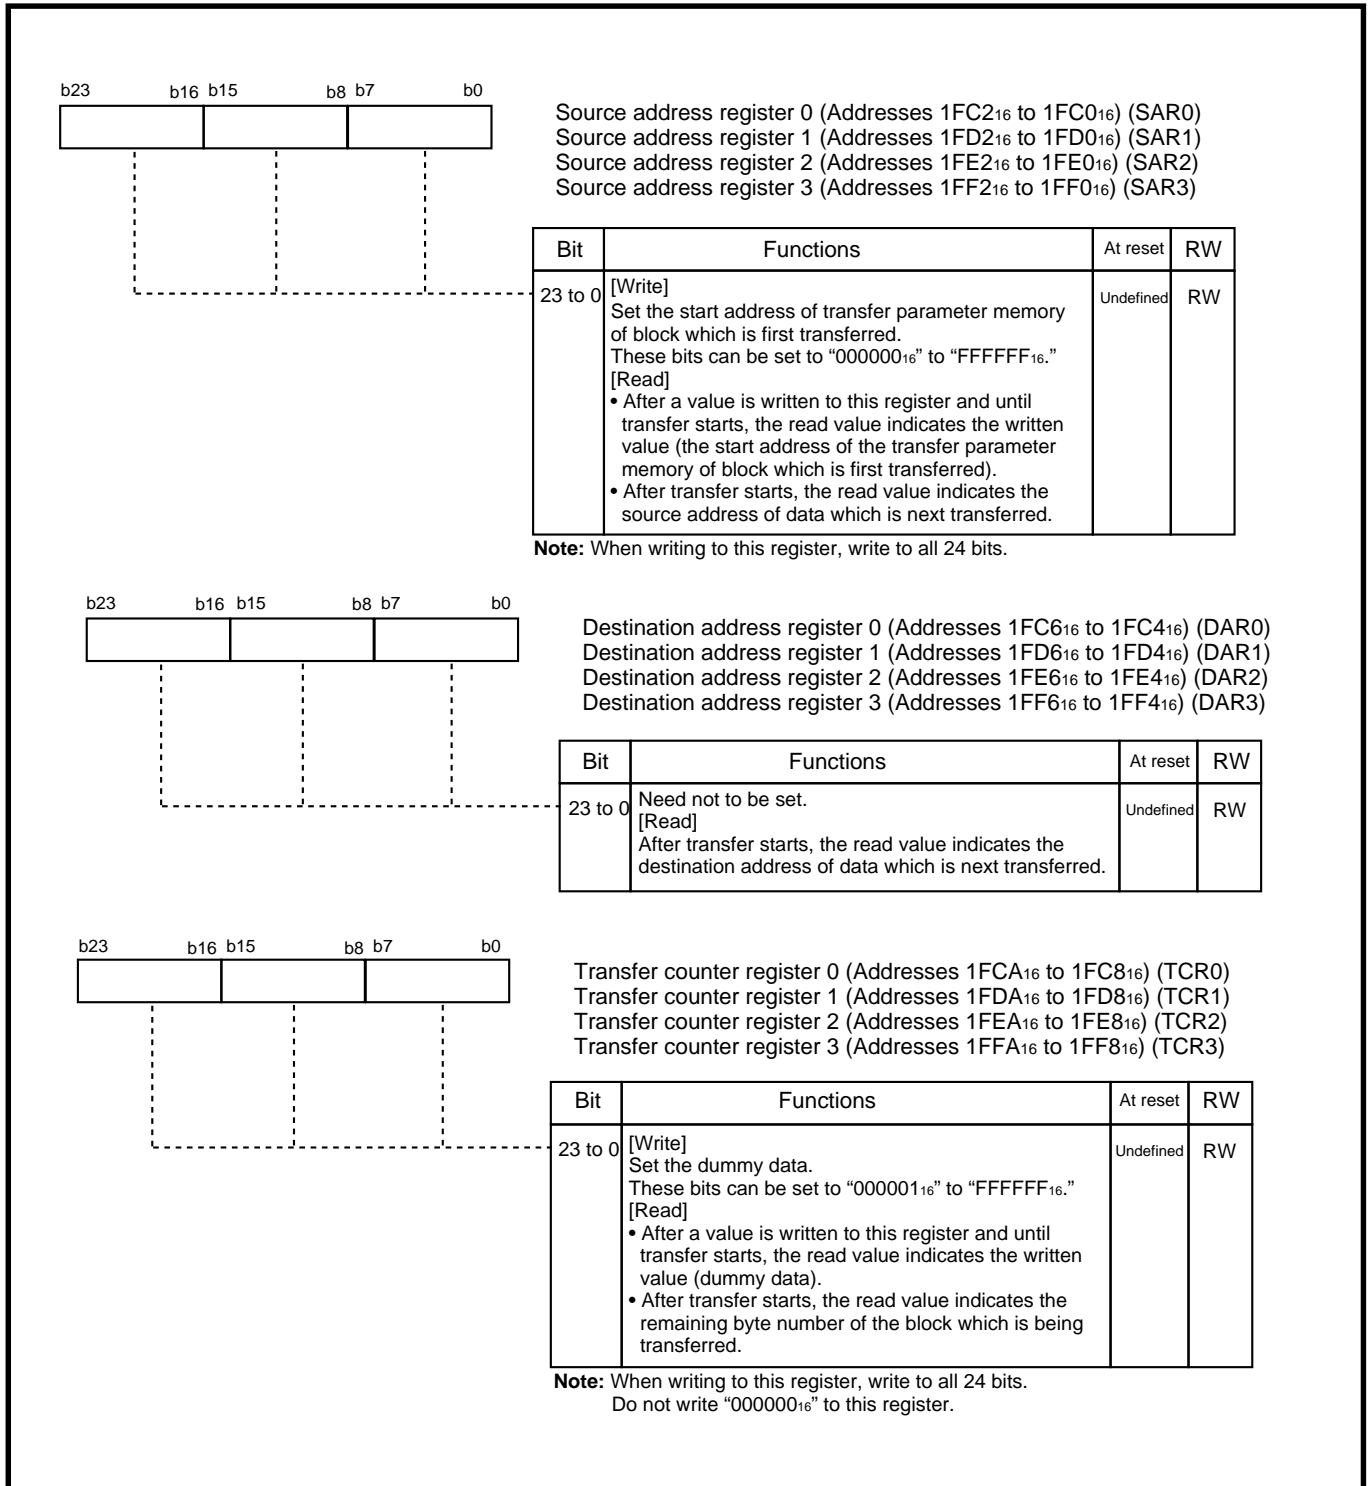 b23 b16 b15 b8 b7 b0
Source address register 0 (Addresses 1FC216 to 1FC016) (SAR0)
Source address register 1 (Addresses 1FD216 to 1FD016) (SAR1)
Source address register 2 (Addresses 1FE216 to 1FE016) (SAR2)
Source address register 3 (Addresses 1FF216 to 1FF016) (SAR3)
Bit Functions At reset RW
23 to 0 [Write] Undefined RW
Set the start address of transfer parameter memory
of block which is first transferred.
These bits can be set to “00000016” to “FFFFFF16.”
[Read]
• After a value is written to this register and until
transfer starts, the read value indicates the written
value (the start address of the transfer parameter
memory of block which is first transferred).
• After transfer starts, the read value indicates the
source address of data which is next transferred.
Note: When writing to this register, write to all 24 bits.
b23 b16 b15 b8 b7 b0
Destination address register 0 (Addresses 1FC616 to 1FC416) (DAR0)
Destination address register 1 (Addresses 1FD616 to 1FD416) (DAR1)
Destination address register 2 (Addresses 1FE616 to 1FE416) (DAR2)
Destination address register 3 (Addresses 1FF616 to 1FF416) (DAR3)
Bit Functions At reset RW
23 to 0 Need not to be set. Undefined RW
[Read]
After transfer starts, the read value indicates the
destination address of data which is next transferred.
b23 b16 b15 b8 b7 b0
Transfer counter register 0 (Addresses 1FCA16 to 1FC816) (TCR0)
Transfer counter register 1 (Addresses 1FDA16 to 1FD816) (TCR1)
Transfer counter register 2 (Addresses 1FEA16 to 1FE816) (TCR2)
Transfer counter register 3 (Addresses 1FFA16 to 1FF816) (TCR3)
Bit Functions At reset RW
23 to 0 [Write] Undefined RW
Set the dummy data.
These bits can be set to “00000116” to “FFFFFF16.”
[Read]
• After a value is written to this register and until
transfer starts, the read value indicates the written
value (dummy data).
• After transfer starts, the read value indicates the
remaining byte number of the block which is being
transferred.
Note: When writing to this register, write to all 24 bits.
Do not write “00000016” to this register.